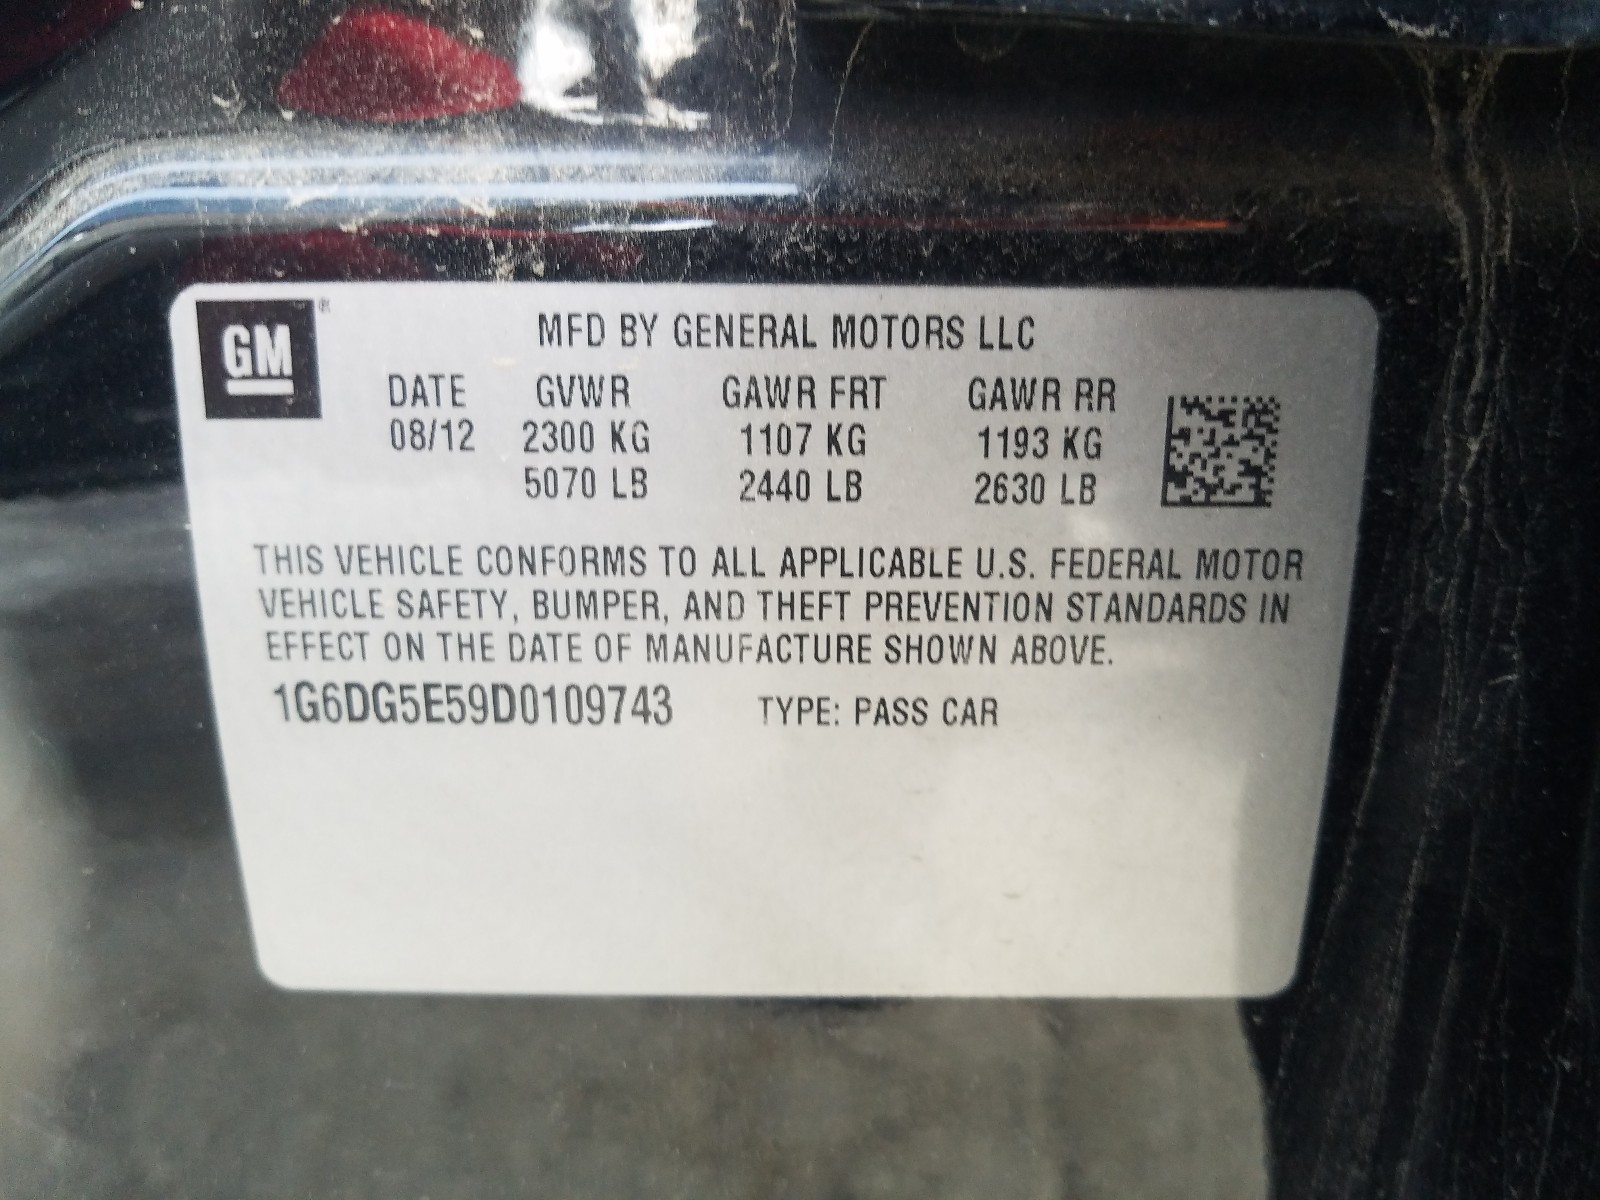 GM ®
MFD BY GENERAL MOTORS LLC
DATE GVWR GAWR FRT GAWR RR
08/12 2300 KG 1107 KG 1193 KG
5070 LB 2440 LB 2630 LB
THIS VEHICLE CONFORMS TO ALL APPLICABLE U.S. FEDERAL MOTOR
VEHICLE SAFETY, BUMPER, AND THEFT PREVENTION STANDARDS IN
EFFECT ON THE DATE OF MANUFACTURE SHOWN ABOVE.
1G6DG5E59D0109743 TYPE: PASS CAR